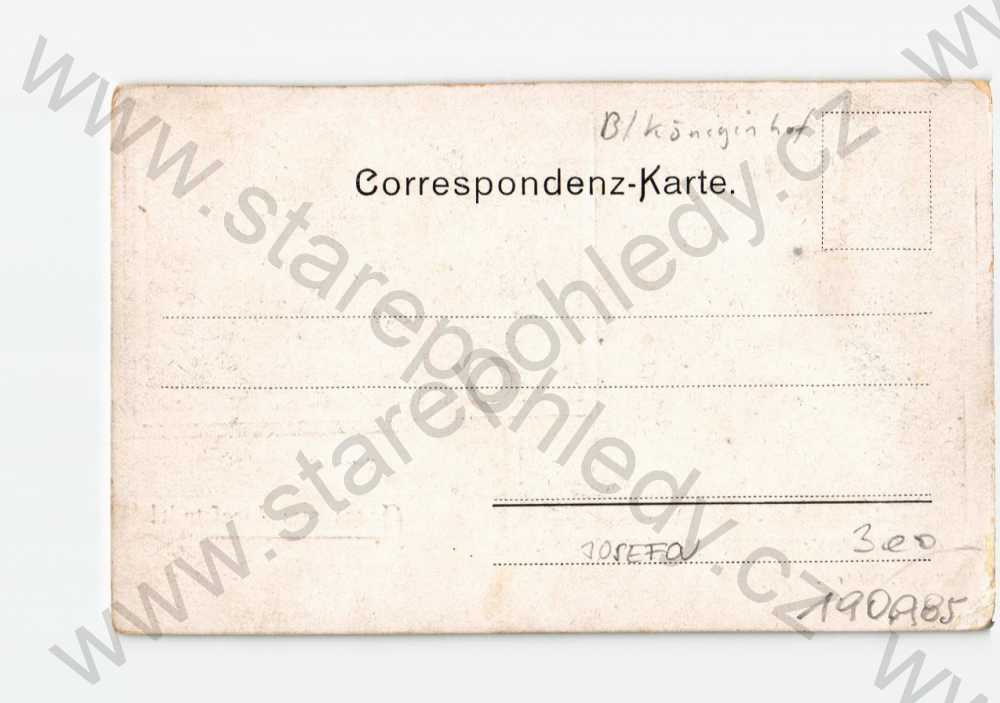 B/Königinhof
Correspondenz-Karte.
JOSEFOV
300
190985
www.starepohledy.cz
www.starepohledy.cz